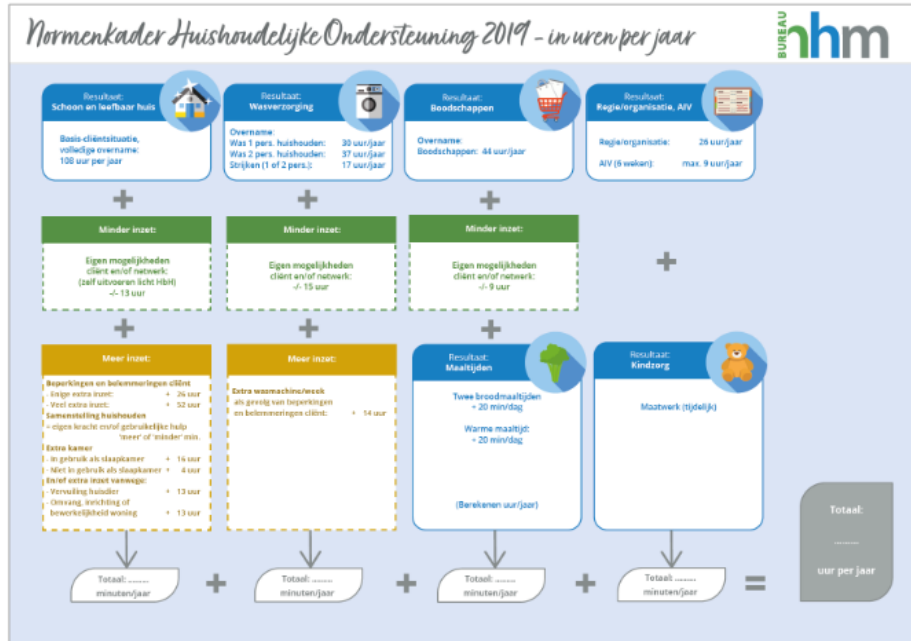 Normenkader Huishoudelijke Ondersteuning 2019 - in uren per jaar
BUREAU
nhm
Resultaat:
Schoon en leefbaar huis
Basis-cliëntsituatie,
volledige overname:
108 uur per jaar
Resultaat:
Wasverzorging
Overname:
Was 1 pers. huishouden: 30 uur/jaar
Was 2 pers. huishouden: 37 uur/jaar
Strijken (1 of 2 pers.): 17 uur/jaar
Resultaat:
Boodschappen
Overname:
Boodschappen: 44 uur/jaar
Resultaat:
Regie/organisatie, AIV
Regie/organisatie: 26 uur/jaar
AIV (6 weken): max. 9 uur/jaar
+
+
+
Minder inzet:
Eigen mogelijkheden
cliënt en/of netwerk:
(zelf uitvoeren licht HbH)
-/- 13 uur
Minder inzet:
Eigen mogelijkheden
cliënt en/of netwerk:
-/- 15 uur
Minder inzet:
Eigen mogelijkheden
cliënt en/of netwerk:
-/- 9 uur
+
+
+
+
Meer inzet:
Beperkingen en belemmeringen cliënt
- Enige extra inzet: + 26 uur
- Veel extra inzet: + 52 uur
Samenstelling huishouden
= eigen kracht en/of gebruikelijke hulp
'meer' of 'minder' min.
Extra kamer
- In gebruik als slaapkamer + 16 uur
- Niet in gebruik als slaapkamer + 4 uur
En/of extra inzet vanwege:
- Vervuiling huisdier + 13 uur
- Omvang, inrichting of
bewerkelijkheid woning + 13 uur
Meer inzet:
Extra wasmachine/week
als gevolg van beperkingen
en belemmeringen cliënt: + 14 uur
Resultaat:
Maaltijden
Twee broodmaaltijden
= 20 min/dag
Warme maaltijd:
= 20 min/dag
(Berekenen uur/jaar)
Resultaat:
Kindzorg
Maatwerk (tijdelijk)
Totaal: .........
minuten/jaar
+
Totaal: .........
minuten/jaar
+
Totaal: .........
minuten/jaar
+
Totaal: .........
minuten/jaar
=
Totaal:
____
uur per jaar